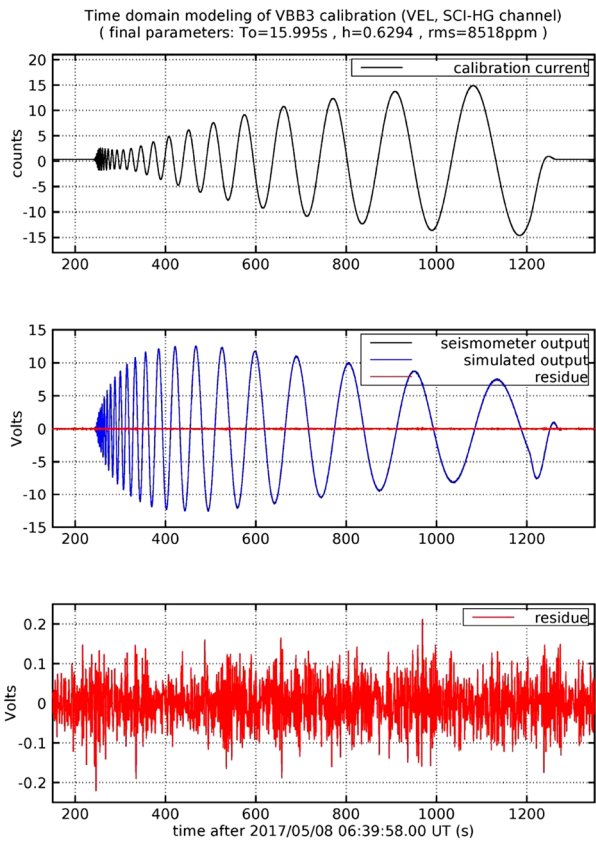 Time domain modeling of VBB3 calibration (VEL, SCI-HG channel)
( final parameters: To=15.995s , h=0.6294 , rms=8518ppm )
20
15
10
5
0
-5
-10
-15
counts
calibration current
200 400 600 800 1000 1200
15
10
5
0
-5
-10
-15
Volts
seismometer output
simulated output
residue
200 400 600 800 1000 1200
0.2
0.1
0
-0.1
-0.2
Volts
residue
200 400 600 800 1000 1200
time after 2017/05/08 06:39:58.00 UT (s)